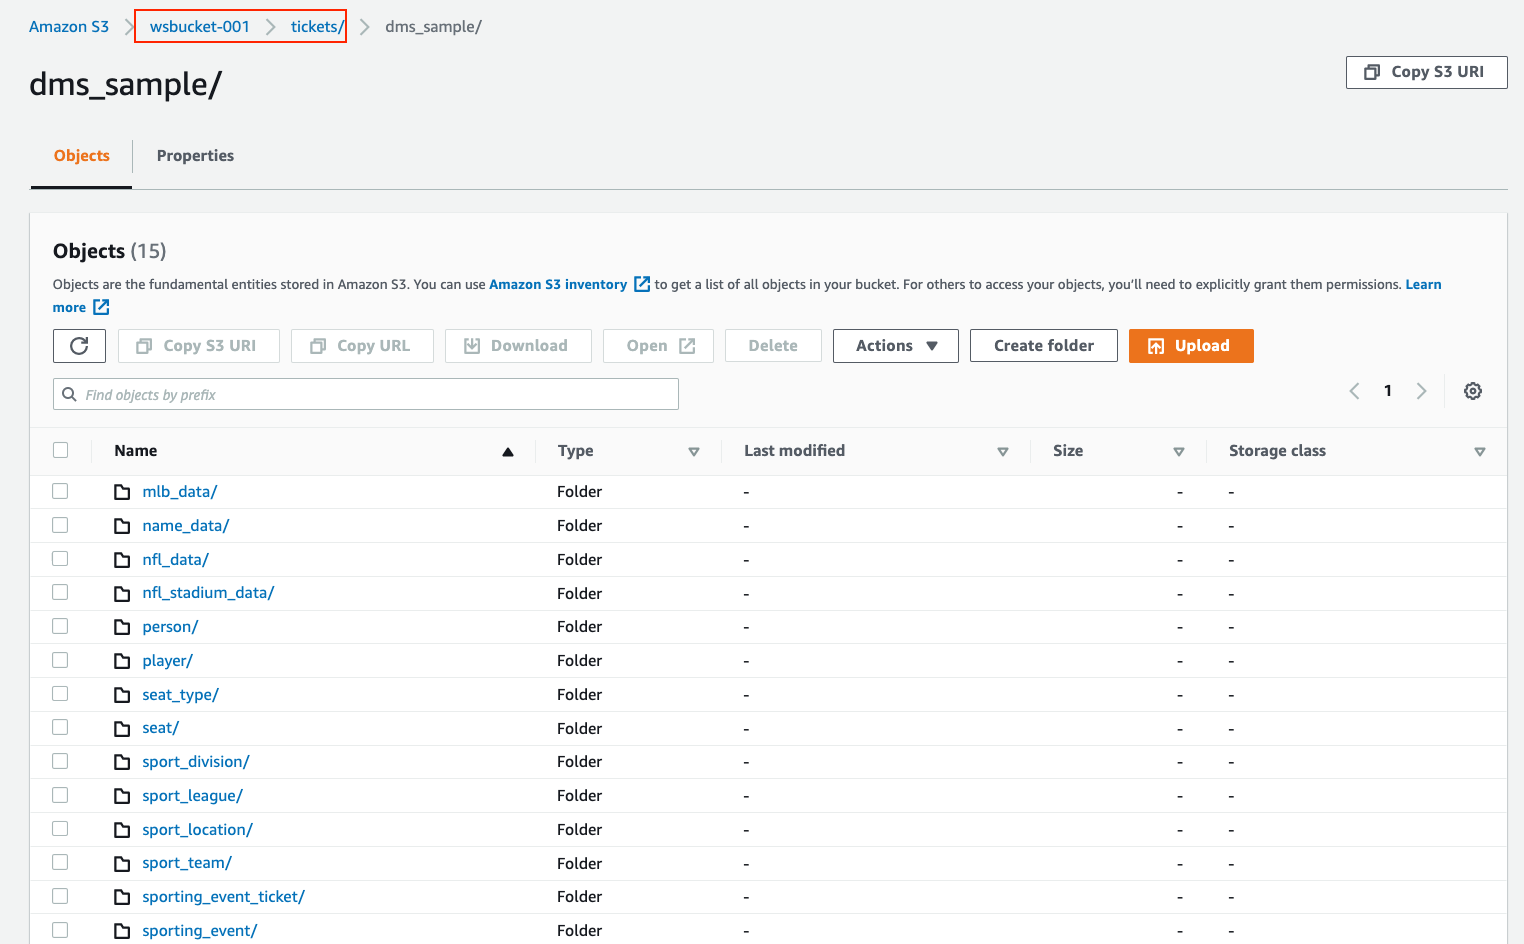 Amazon S3 > wsbucket-001 > tickets/ > dms_sample/
dms_sample/
Copy S3 URI
Objects Properties
Objects (15)
Objects are the fundamental entities stored in Amazon S3. You can use Amazon S3 inventory to get a list of all objects in your bucket. For others to access your objects, you'll need to explicitly grant them permissions. Learn
more
Copy S3 URI Copy URL Download Open Delete Actions Create folder Upload
Find objects by prefix
1
Name Type Last modified Size Storage class
mlb_data/ Folder - - -
name_data/ Folder - - -
nfl_data/ Folder - - -
nfl_stadium_data/ Folder - - -
person/ Folder - - -
player/ Folder - - -
seat_type/ Folder - - -
seat/ Folder - - -
sport_division/ Folder - - -
sport_league/ Folder - - -
sport_location/ Folder - - -
sport_team/ Folder - - -
sporting_event_ticket/ Folder - - -
sporting_event/ Folder - - -